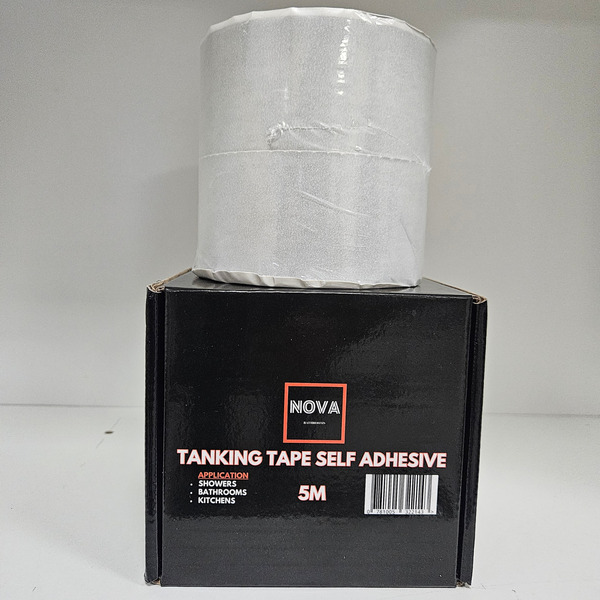 NOVA
TANKING TAPE SELF ADHESIVE
APPLICATION
• SHOWERS
• BATHROOMS
• KITCHENS
5M